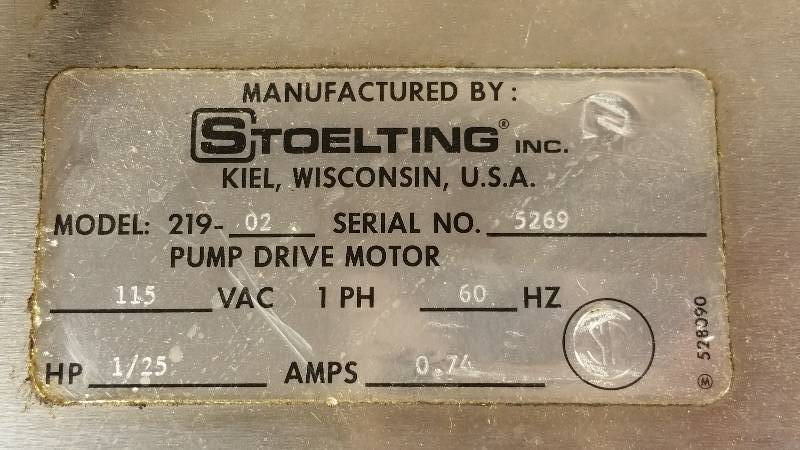 MANUFACTURED BY:
STOELTING® INC.
KIEL, WISCONSIN, U.S.A.
MODEL: 219-02 SERIAL NO. 5269
PUMP DRIVE MOTOR
115 VAC 1 PH 60 HZ
HP 1/25 AMPS 0.74
M 528090